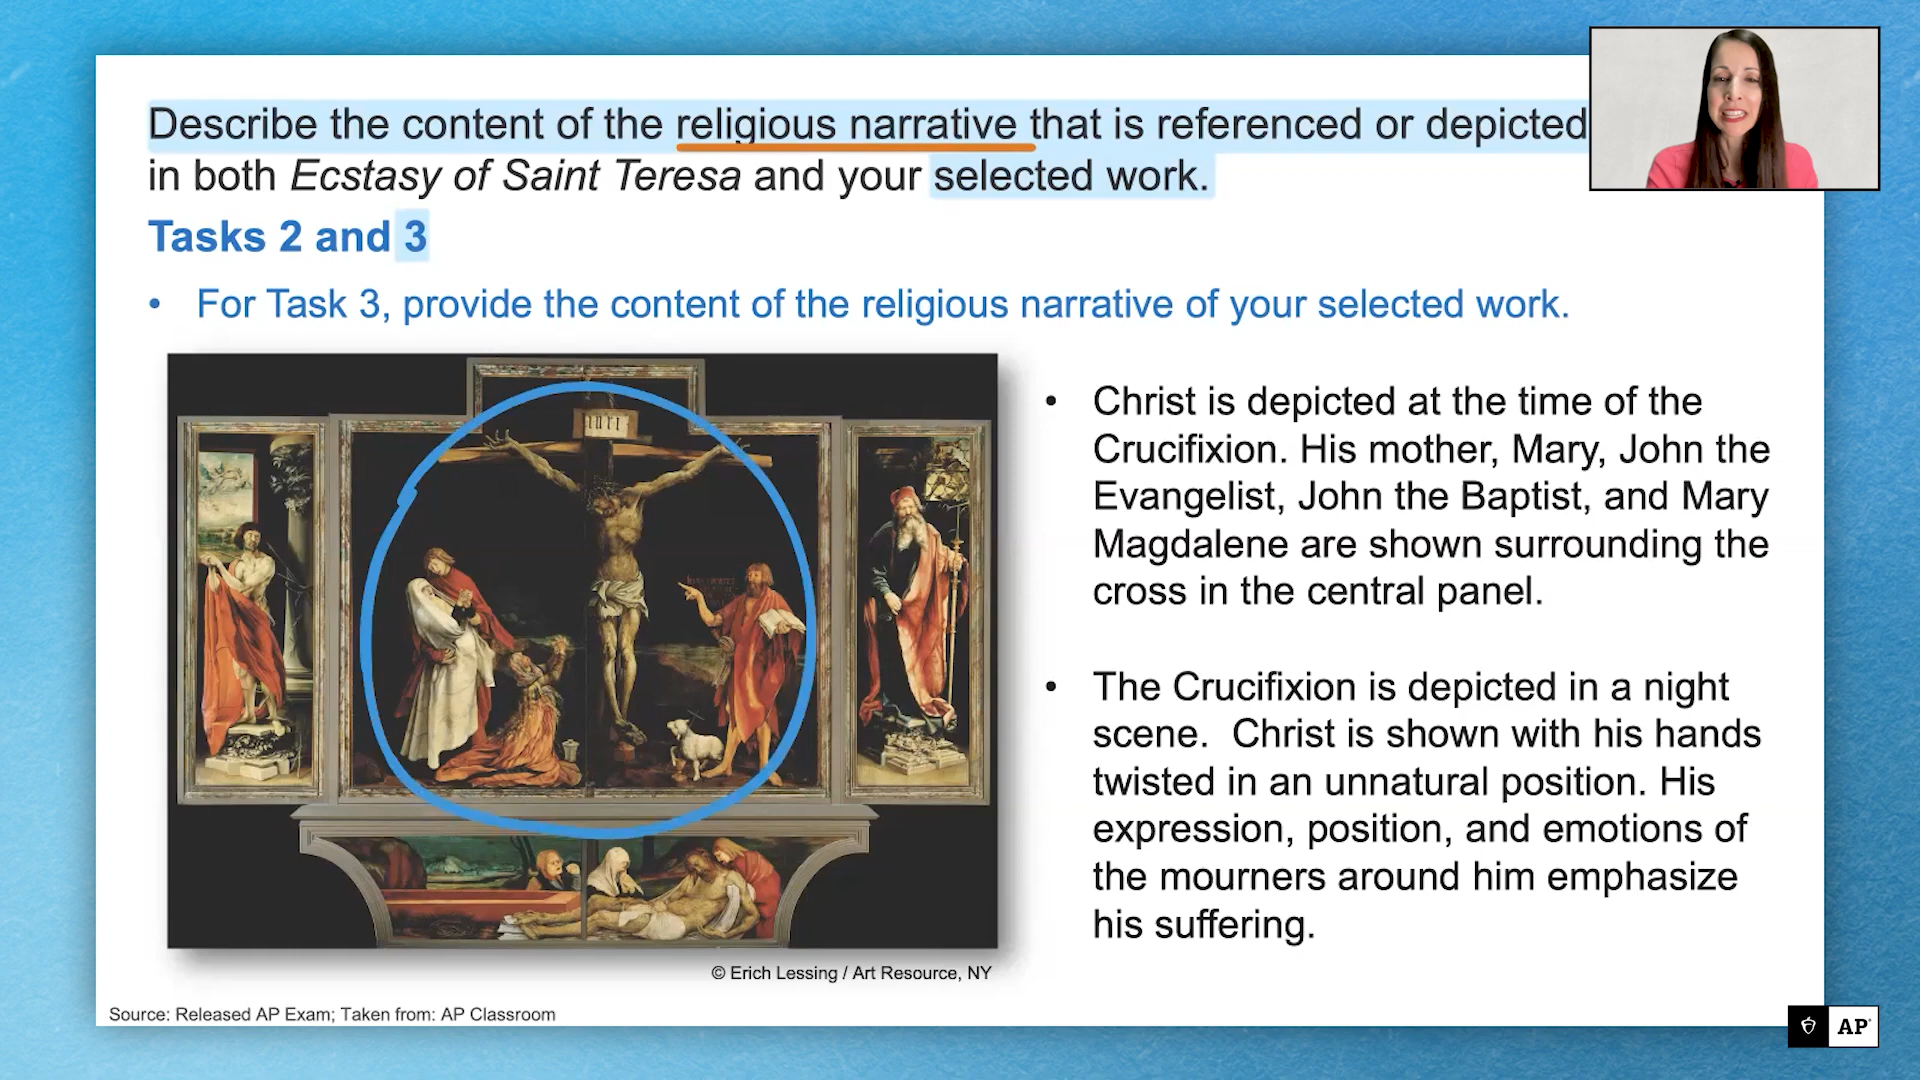 Describe the content of the religious narrative that is referenced or depicted
in both Ecstasy of Saint Teresa and your selected work.
Tasks 2 and 3
• For Task 3, provide the content of the religious narrative of your selected work.
INRI
• Christ is depicted at the time of the
Crucifixion. His mother, Mary, John the
Evangelist, John the Baptist, and Mary
Magdalene are shown surrounding the
cross in the central panel.
• The Crucifixion is depicted in a night
scene.  Christ is shown with his hands
twisted in an unnatural position. His
expression, position, and emotions of
the mourners around him emphasize
his suffering.
© Erich Lessing / Art Resource, NY
Source: Released AP Exam; Taken from: AP Classroom
AP